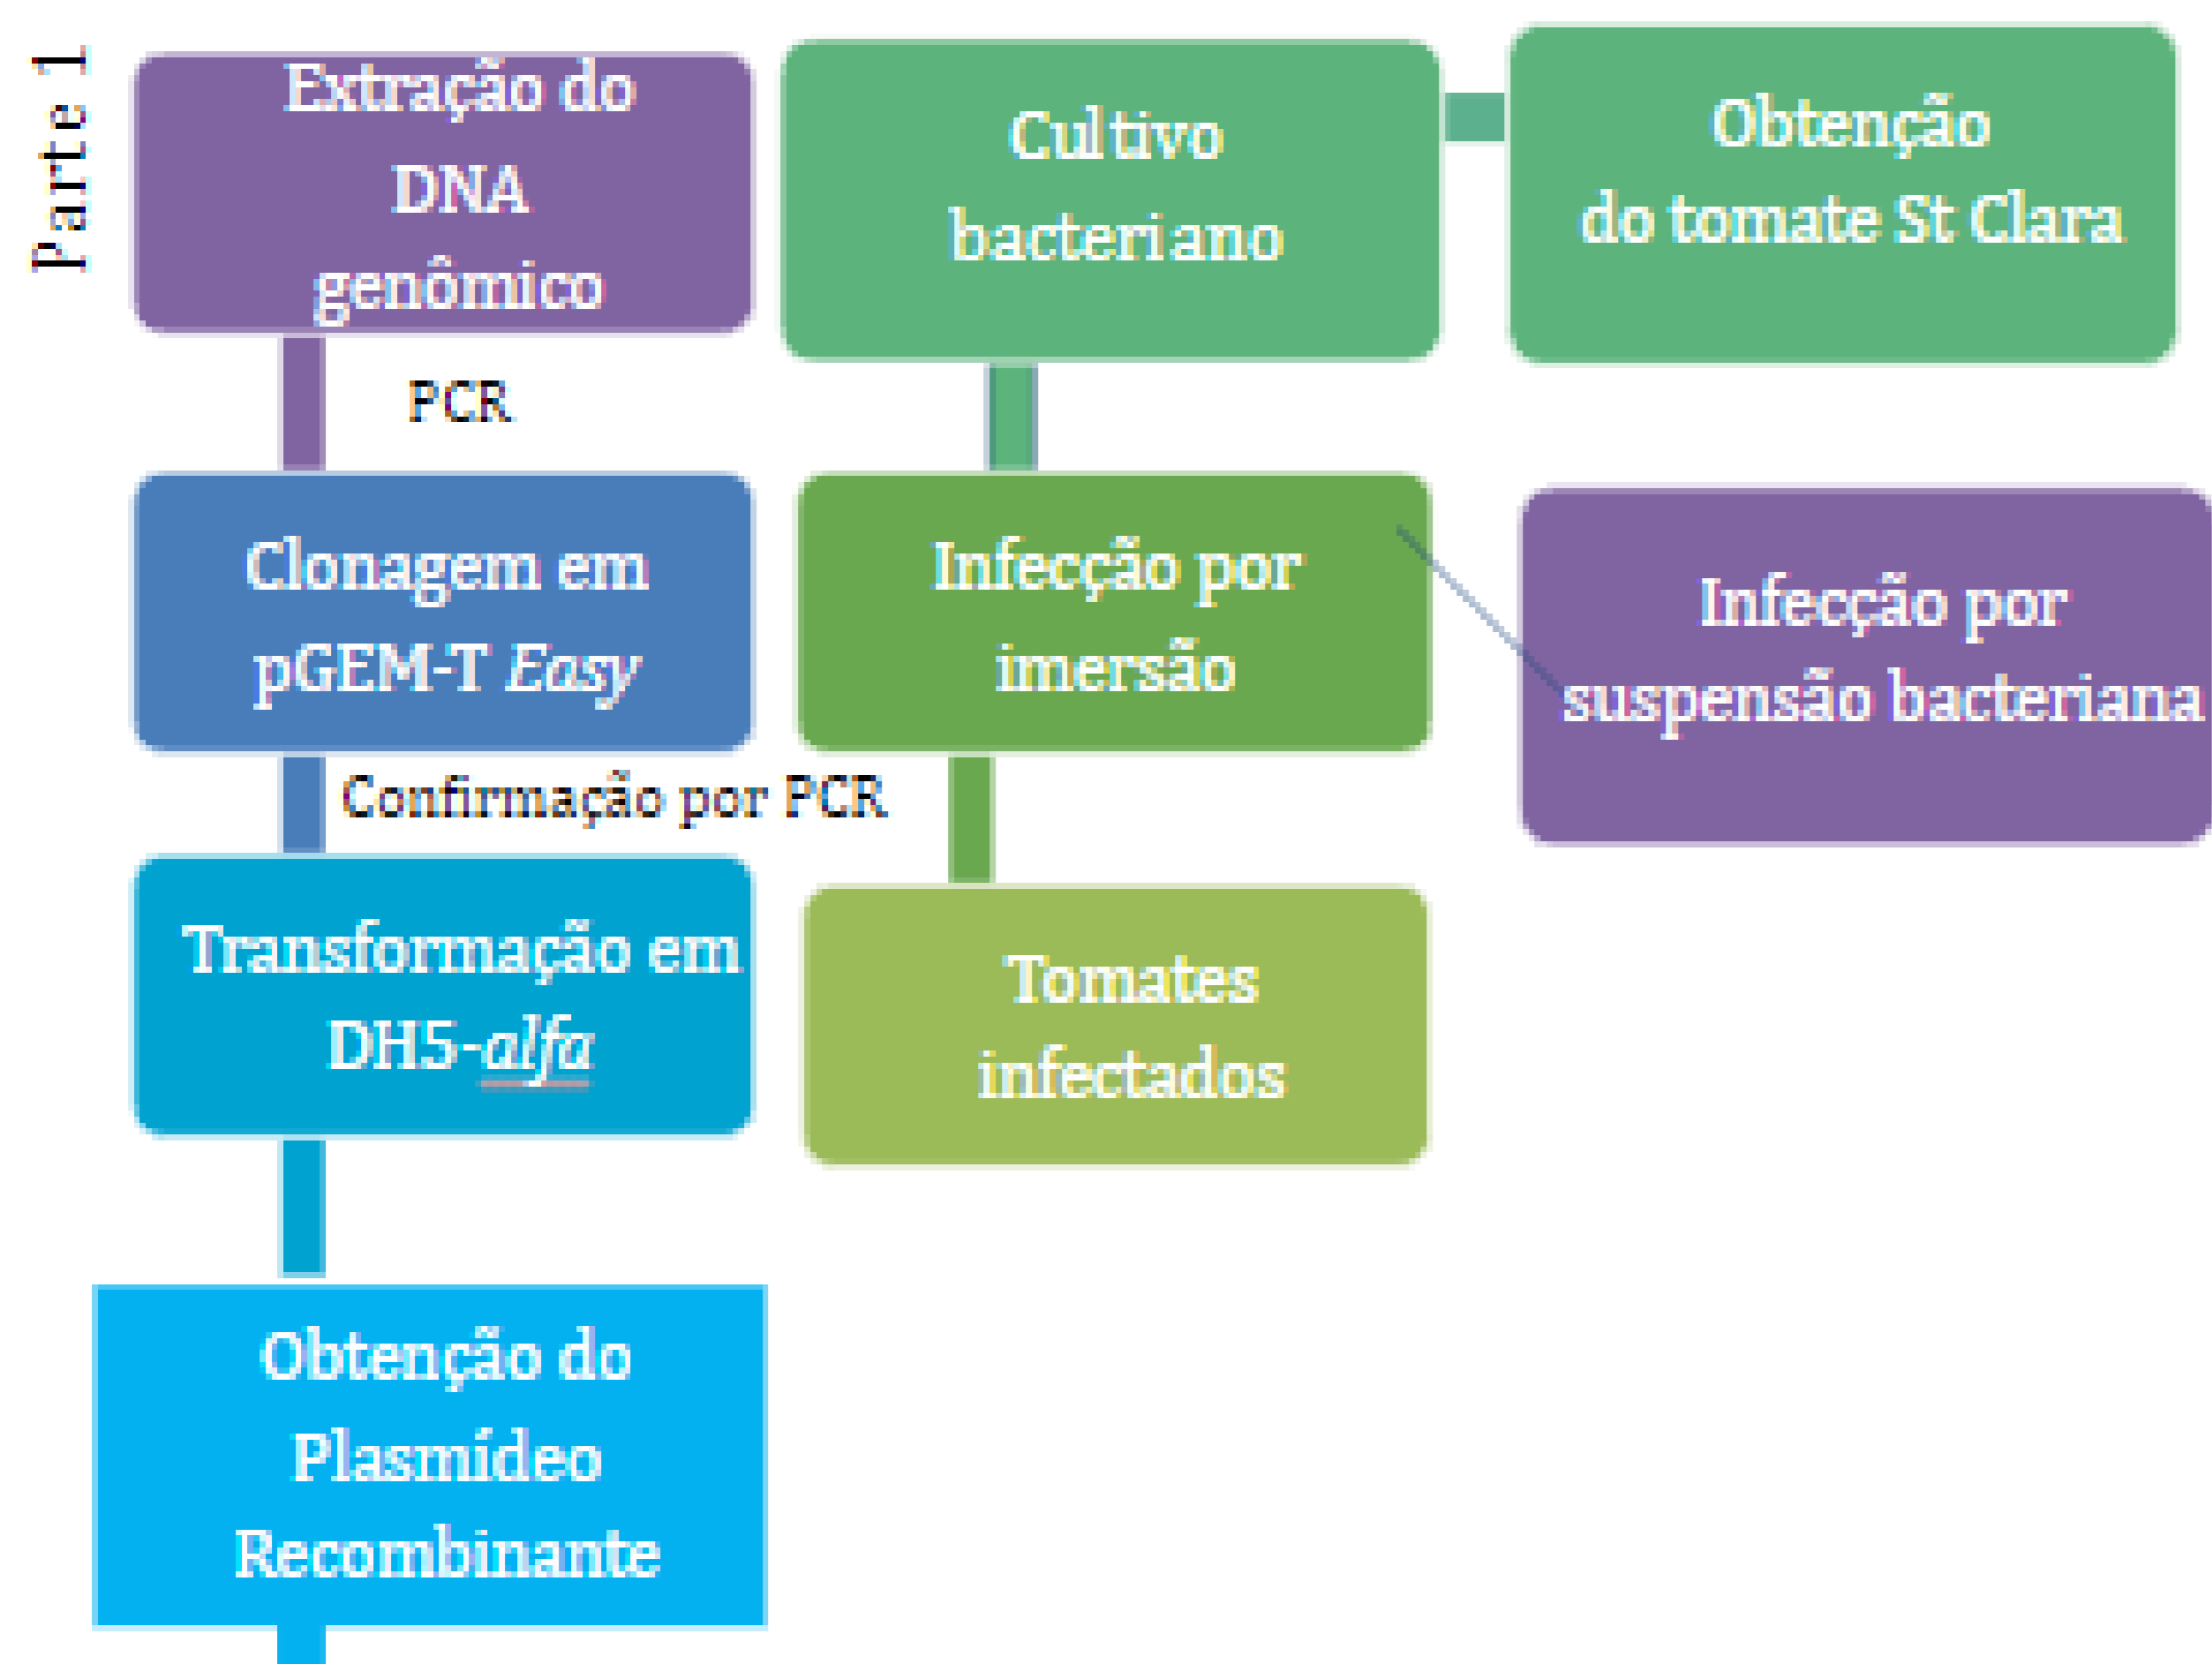 Parte 1
Extração do
DNA
genômico
PCR
Clonagem em
pGEM-T Easy
Confirmação por PCR
Transformação em
DH5-alfa
Obtenção do
Plasmídeo
Recombinante
Cultivo
bacteriano
Obtenção
do tomate St Clara
Infecção por
imersão
Infecção por
suspensão bacteriana
Tomates
infectados